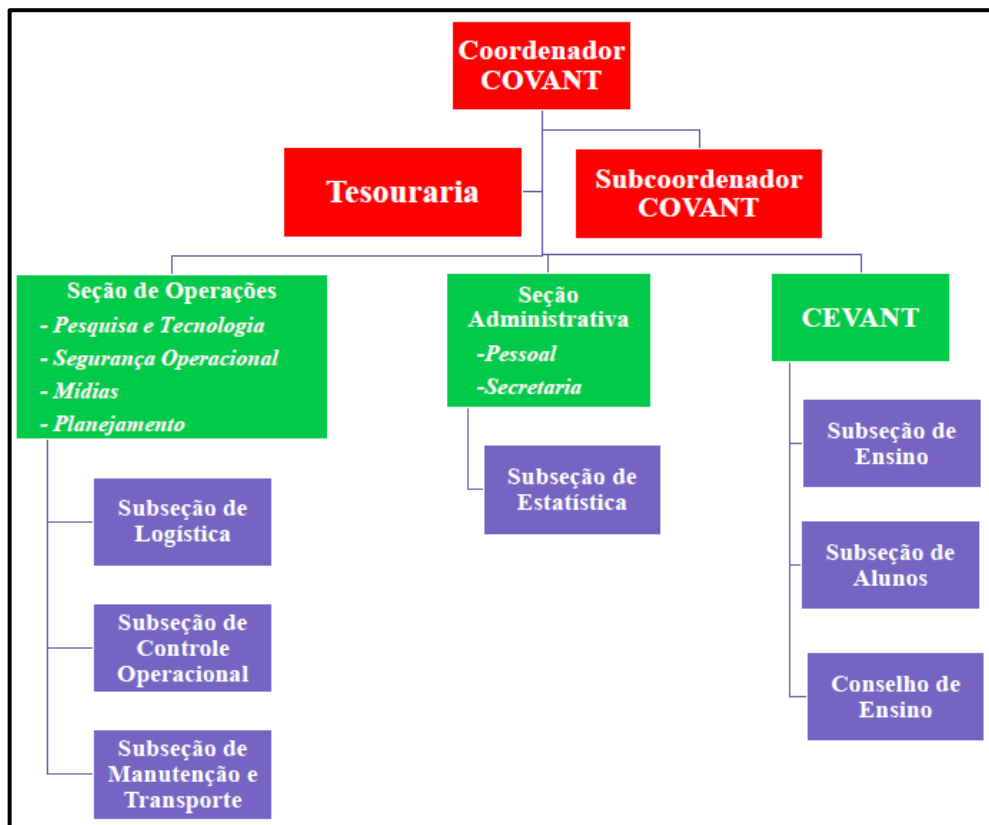 Coordenador
COVANT
Tesouraria
Subcoordenador
COVANT
Seção de Operações
- Pesquisa e Tecnologia
- Segurança Operacional
- Mídias
- Planejamento
Seção
Administrativa
-Pessoal
-Secretaria
CEVANT
Subseção de
Logística
Subseção de
Controle
Operacional
Subseção de
Manutenção e
Transporte
Subseção de
Estatística
Subseção de
Ensino
Subseção de
Alunos
Conselho de
Ensino